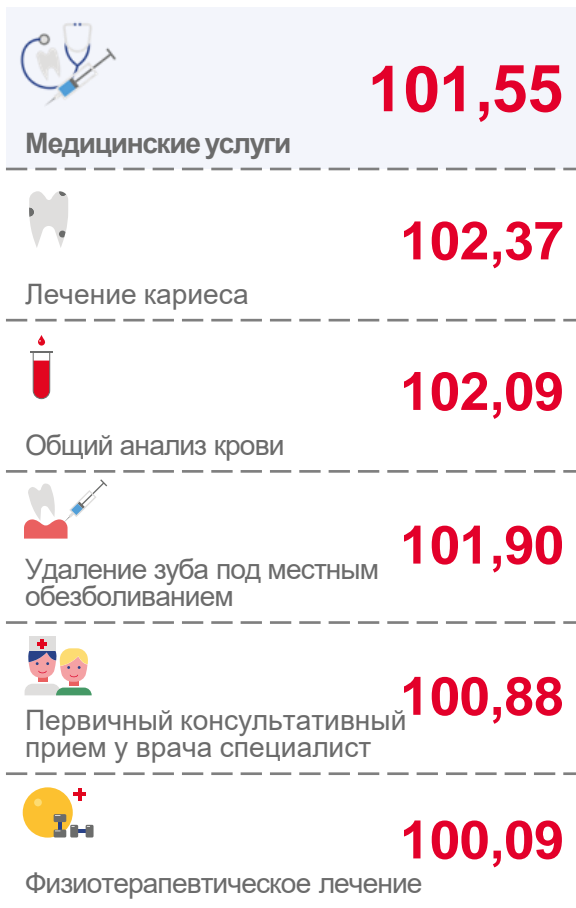 101,55
Медицинские услуги
102,37
Лечение кариеса
102,09
Общий анализ крови
101,90
Удаление зуба под местным
обезболиванием
100,88
Первичный консультативный
прием у врача специалист
100,09
Физиотерапевтическое лечение